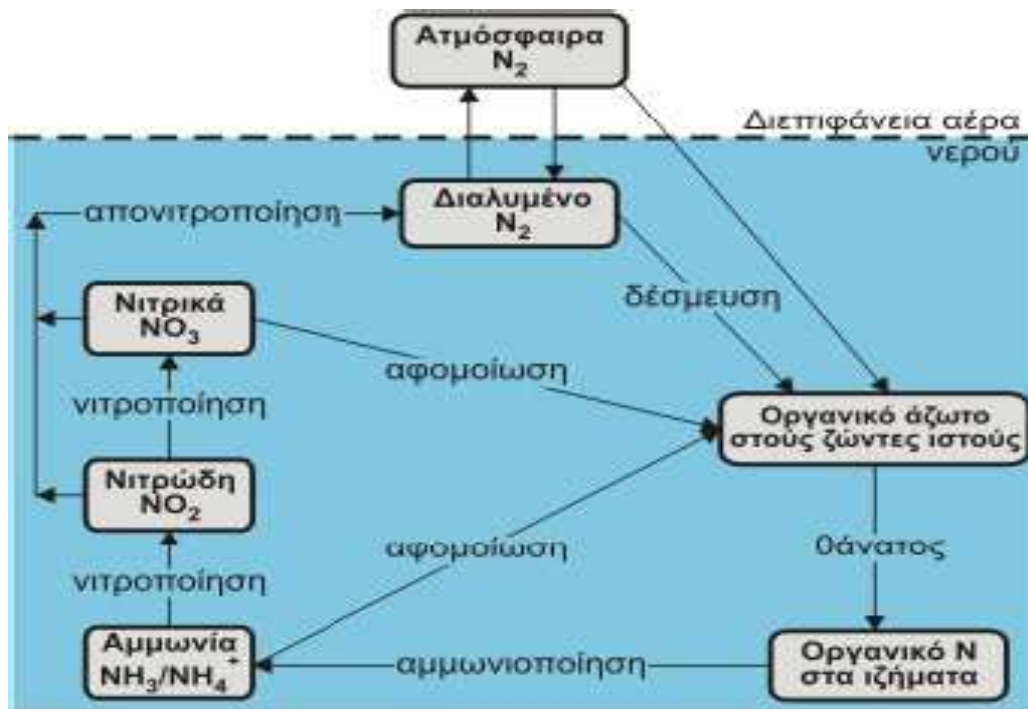 Ατμόσφαιρα
N₂
Διεπιφάνεια αέρα
νερού
απονιτροποίηση
Διαλυμένο
N₂
δέσμευση
Νιτρικά
NO₃
αφομοίωση
νιτροποίηση
Οργανικό άζωτο
στούς ζώντες ιστούς
Νιτρώδη
NO₂
αφομοίωση
θάνατος
νιτροποίηση
Αμμωνία
NH₃/NH₄⁺
αμμωνιοποίηση
Οργανικό Ν
στα ιζήματα